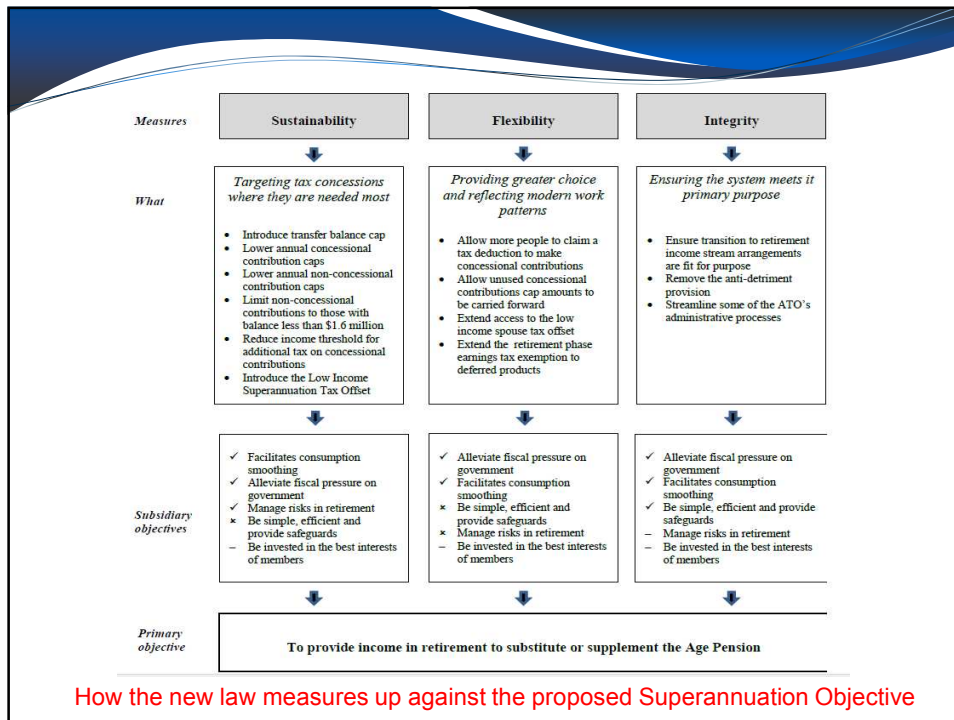 Measures
Sustainability
Flexibility
Integrity
What
Targeting tax concessions
where they are needed most
• Introduce transfer balance cap
• Lower annual concessional
contribution caps
• Lower annual non-concessional
contribution caps
• Limit non-concessional
contributions to those with
balance less than $1.6 million
• Reduce income threshold for
additional tax on concessional
contributions
• Introduce the Low Income
Superannuation Tax Offset
Providing greater choice
and reflecting modern work
patterns
• Allow more people to claim a
tax deduction to make
concessional contributions
• Allow unused concessional
contributions cap amounts to
be carried forward
• Extend access to the low
income spouse tax offset
• Extend the retirement phase
earnings tax exemption to
deferred products
Ensuring the system meets it
primary purpose
• Ensure transition to retirement
income stream arrangements
are fit for purpose
• Remove the anti-detriment
provision
• Streamline some of the ATO's
administrative processes
Subsidiary
objectives
✓ Facilitates consumption
smoothing
✓ Alleviate fiscal pressure on
government
✓ Manage risks in retirement
× Be simple, efficient and
provide safeguards
– Be invested in the best interests
of members
✓ Alleviate fiscal pressure on
government
✓ Facilitates consumption
smoothing
× Be simple, efficient and
provide safeguards
× Manage risks in retirement
– Be invested in the best interests
of members
✓ Alleviate fiscal pressure on
government
✓ Facilitates consumption
smoothing
✓ Be simple, efficient and provide
safeguards
– Manage risks in retirement
– Be invested in the best interests
of members
Primary
objective
To provide income in retirement to substitute or supplement the Age Pension
How the new law measures up against the proposed Superannuation Objective